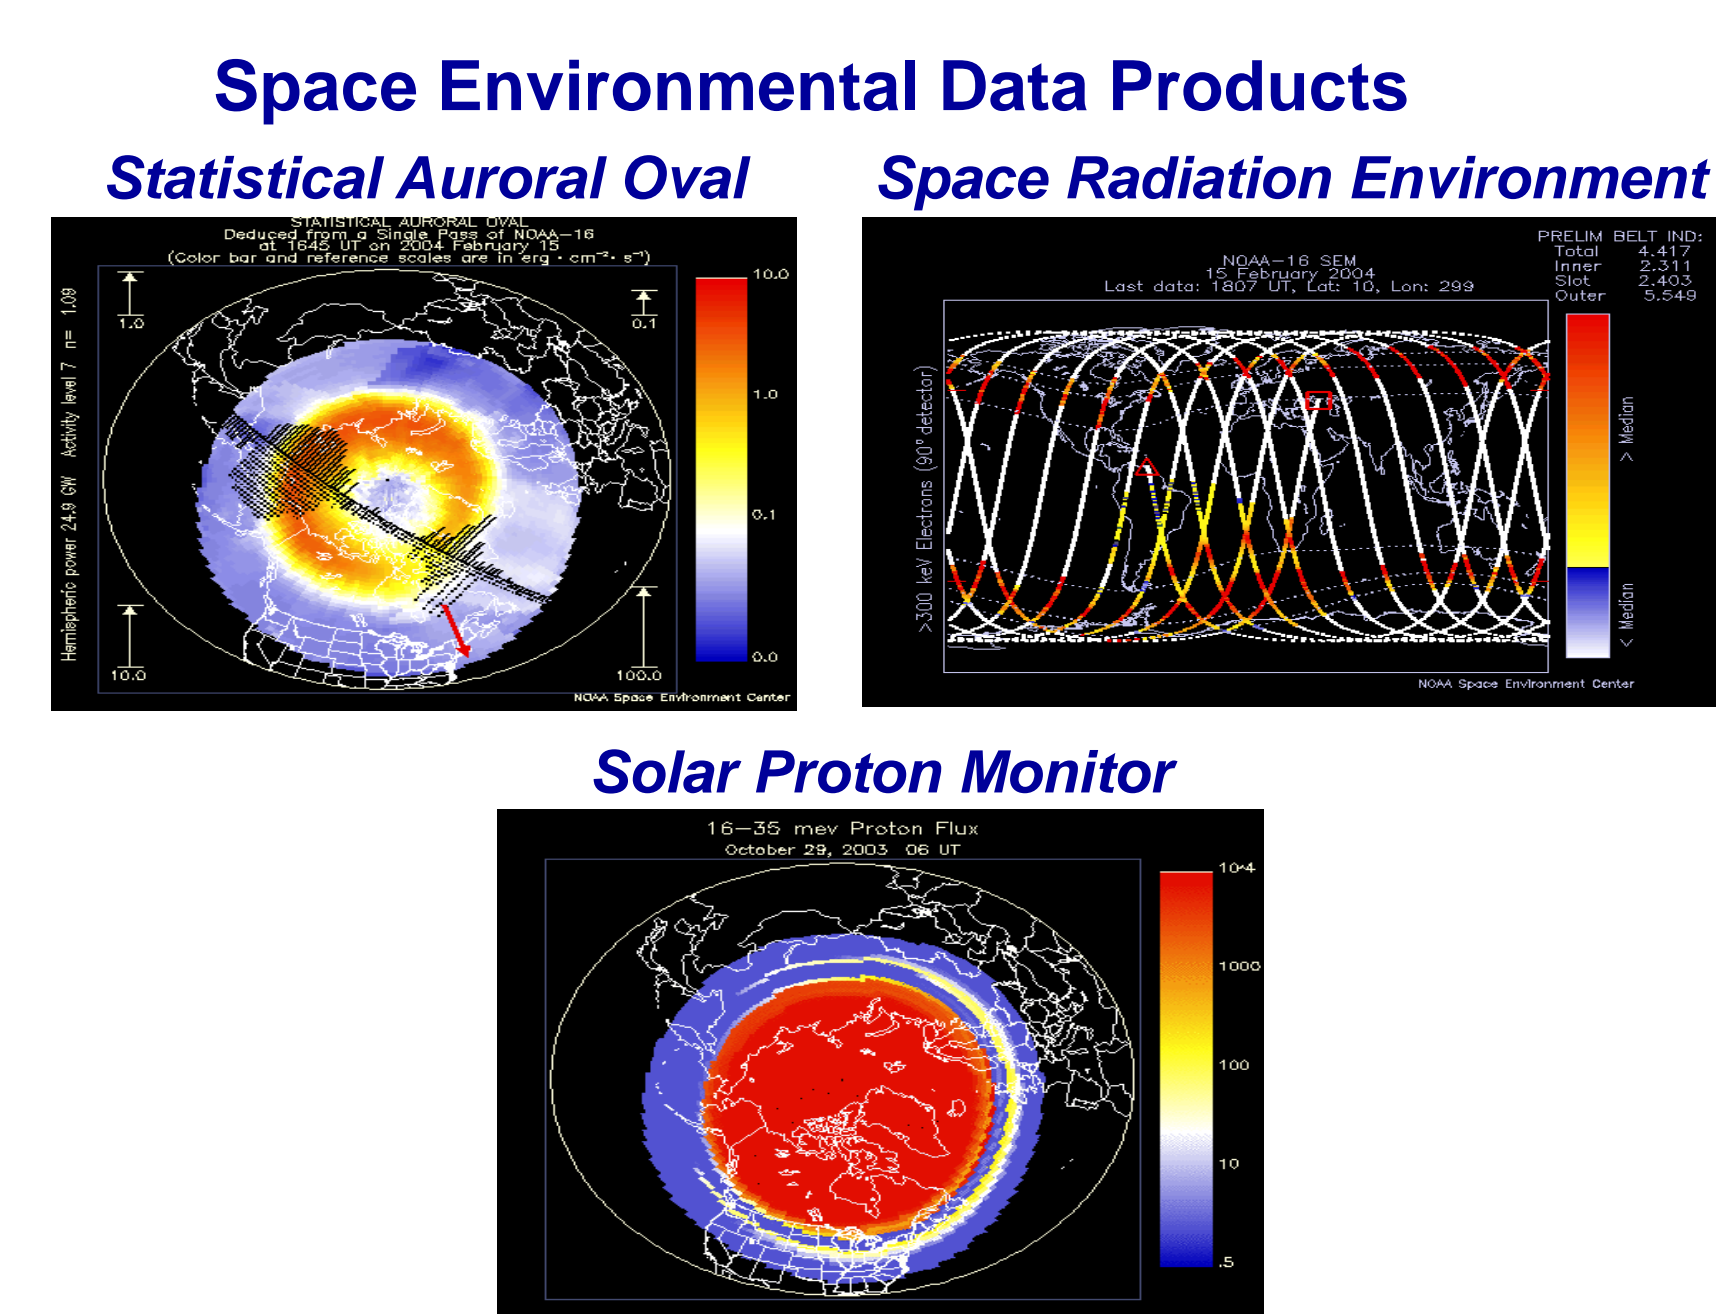 Space Environmental Data Products
Statistical Auroral Oval
STATISTICAL AURORAL OVAL
Deduced from a Single Pass of NOAA-16
at 1645 UT on 2004 February 15
(Color bar and reference scales are in erg · cm⁻² · s⁻¹)
1.0
0.1
10.0
100.0
Hemispheric power 24.9 GW Activity level 7 n= 1.09
10.0
1.0
0.1
0.0
NOAA Space Environment Center
Space Radiation Environment
PRELIM BELT IND:
Total 4.417
Inner 2.311
Slot 2.403
Outer 5.549
NOAA-16 SEM
15 February 2004
Last data: 1807 UT, Lat: 10, Lon: 299
>300 keV Electrons (90° detector)
> Median
< Median
NOAA Space Environment Center
Solar Proton Monitor
16-35 mev Proton Flux
October 29, 2003 06 UT
10^4
1000
100
10
.5